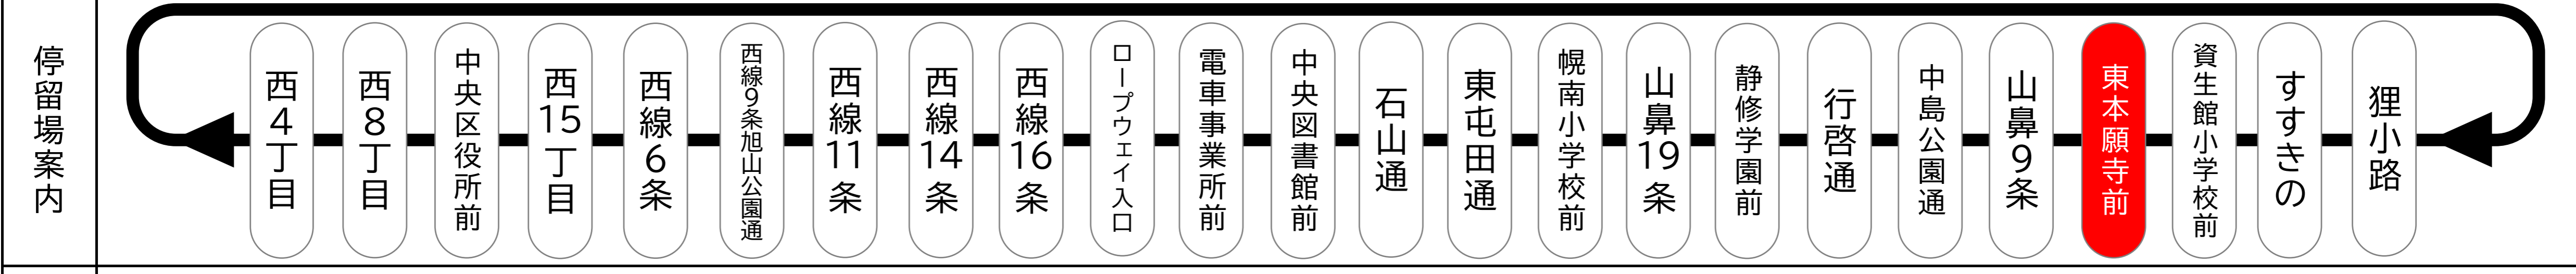 停留場案内
西4丁目
西8丁目
中央区役所前
西15丁目
西線6条
西線9条旭山公園通
西線11条
西線14条
西線16条
ロープウェイ入口
電車事業所前
中央図書館前
石山通
東屯田通
幌南小学校前
山鼻19条
静修学園前
行啓通
中島公園通
山鼻9条
東本願寺前
資生館小学校前
すすきの
狸小路